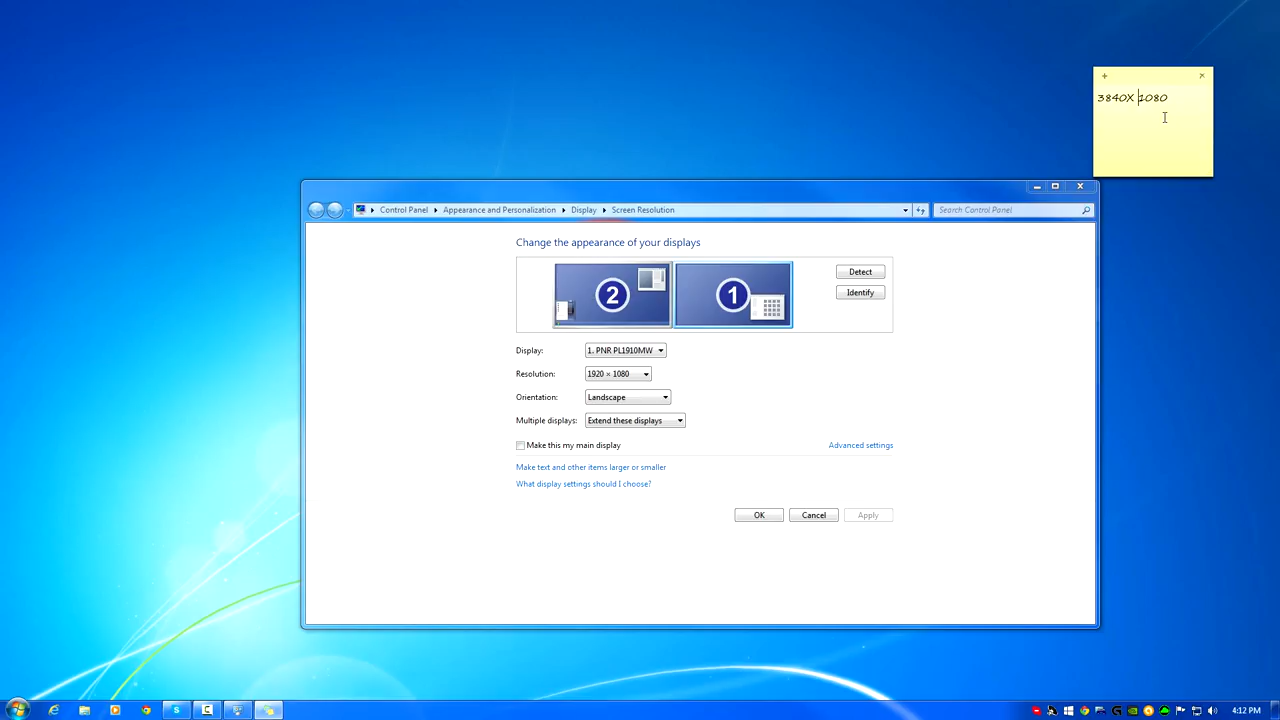 +
×
3840X 1080
Control Panel
Appearance and Personalization
Display
Screen Resolution
Search Control Panel
Change the appearance of your displays
2
1
Detect
Identify
Display:
1. PNR PL1910MW
Resolution:
1920 × 1080
Orientation:
Landscape
Multiple displays:
Extend these displays
Make this my main display
Advanced settings
Make text and other items larger or smaller
What display settings should I choose?
OK
Cancel
Apply
4:12 PM